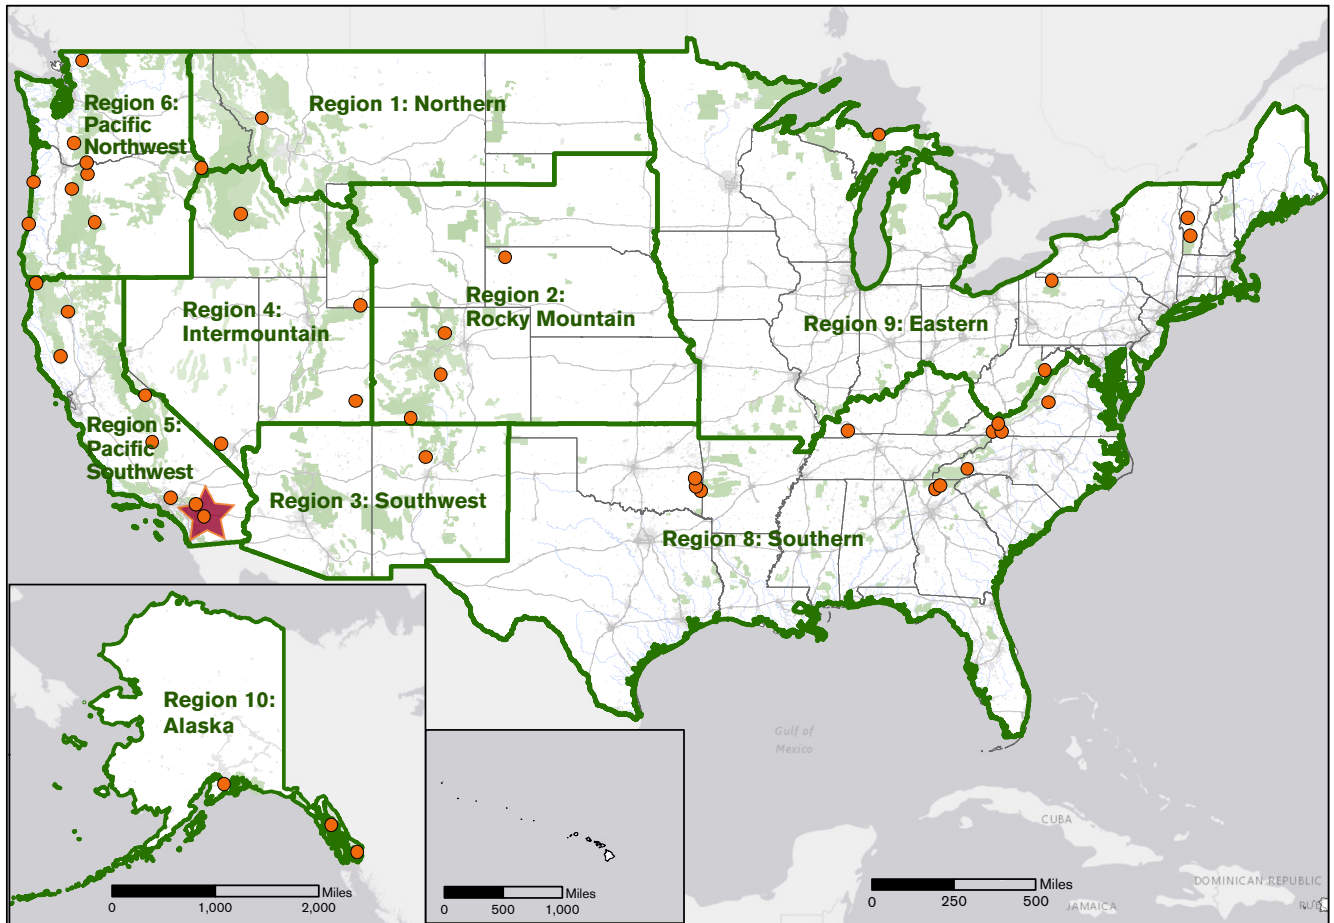 Region 6:
Pacific
Northwest
Region 1: Northern
Region 4:
Intermountain
Region 2:
Rocky Mountain
Region 9: Eastern
Region 5:
Pacific
Southwest
Region 3: Southwest
Region 8: Southern
Region 10:
Alaska
Gulf of
Mexico
CUBA
DOMINICAN REPUBLIC
JAMAICA
Miles
0 1,000 2,000
Miles
0 500 1,000
Miles
0 250 500